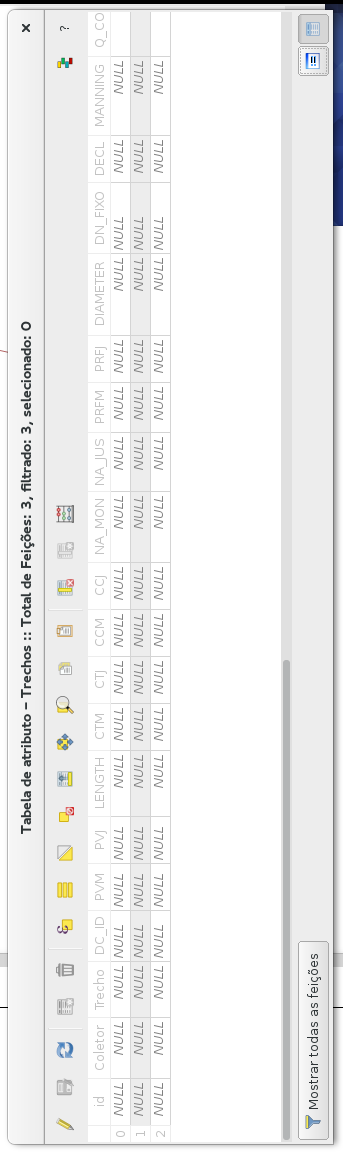 Tabela de atributo – Trechos :: Total de Feições: 3, filtrado: 3, selecionado: 0
?
id Coletor Trecho DC_ID PVM PVJ LENGTH CTM CTJ CCM CCJ NA_MON NA_JUS PRFM PRFJ DIAMETER DN_FIXO DECL MANNING Q_CO
0 NULL NULL NULL NULL NULL NULL NULL NULL NULL NULL NULL NULL NULL NULL NULL NULL NULL NULL NULL
1 NULL NULL NULL NULL NULL NULL NULL NULL NULL NULL NULL NULL NULL NULL NULL NULL NULL NULL NULL
2 NULL NULL NULL NULL NULL NULL NULL NULL NULL NULL NULL NULL NULL NULL NULL NULL NULL NULL NULL
Mostrar todas as feições